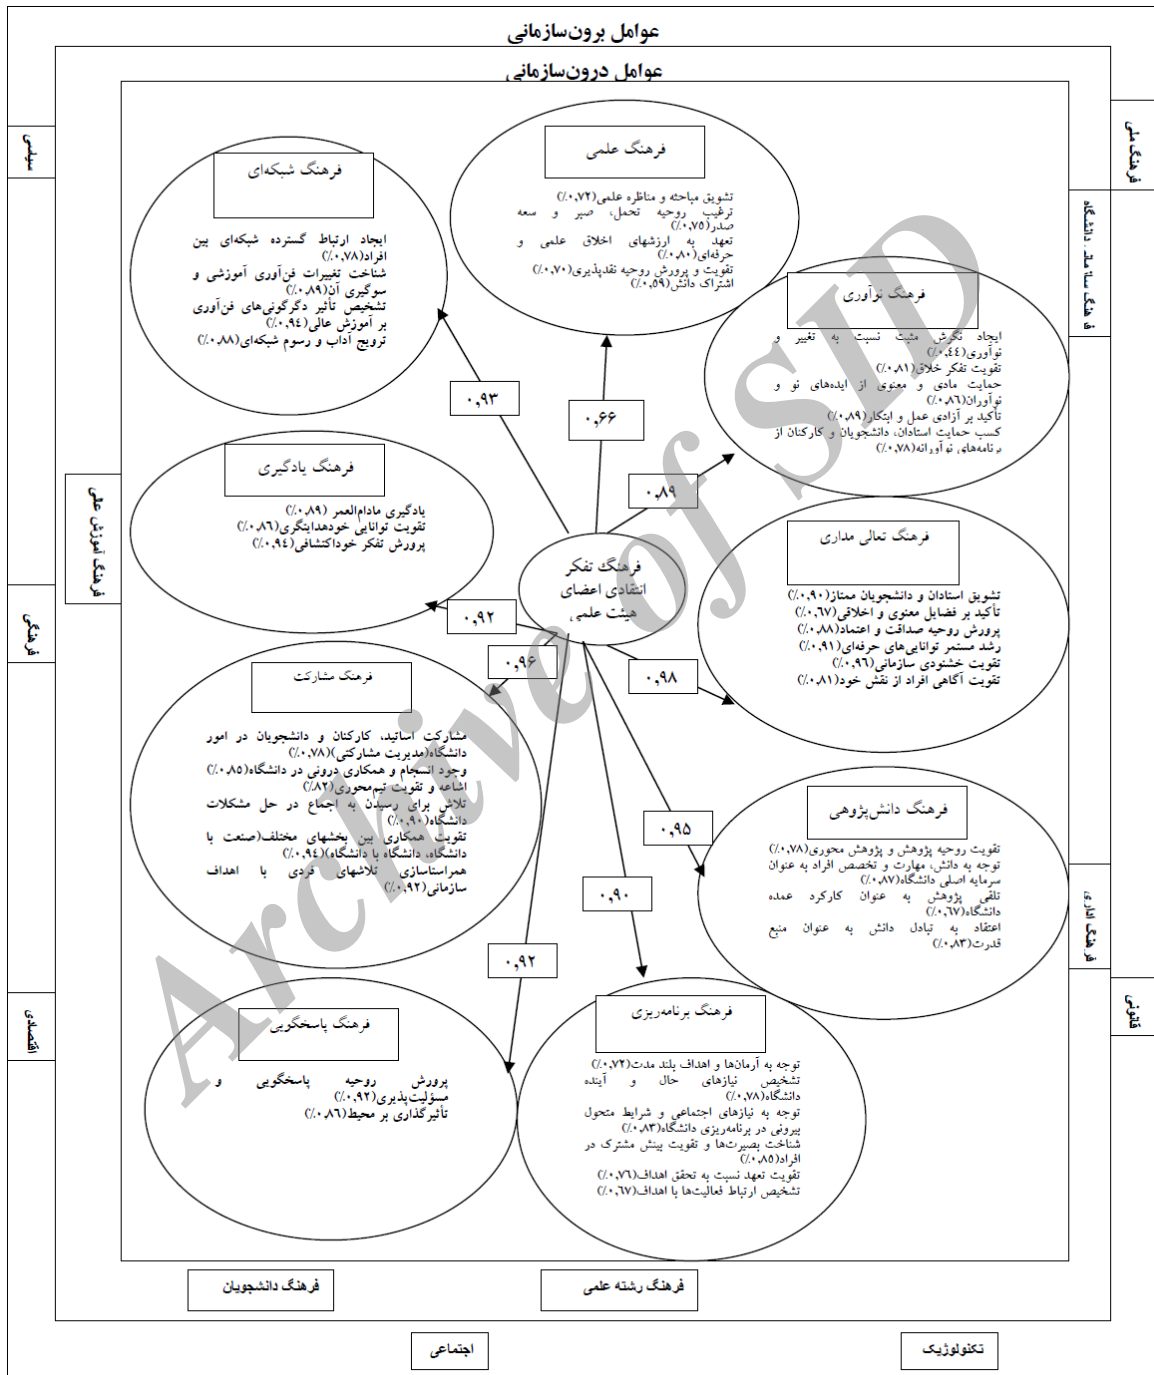 عوامل برون‌سازمانی
عوامل درون‌سازمانی
فرهنگ ملی
سیاسی
فرهنگ علمی
تشویق مباحثه و مناظره علمی(۰,۷۲٪)
ترغیب روحیه تحمل، صبر و سعه
صدر(۰,۷۵٪)
تعهد به ارزشهای اخلاق علمی و
حرفه‌ای(۰,۸۰٪)
تقویت و پرورش روحیه نقدپذیری(۰,۷۰٪)
اشتراک دانش(۰,۵۹٪)
فرهنگ شبکه‌ای
ایجاد ارتباط گسترده شبکه‌ای بین
افراد(۰,۷۸٪)
شناخت تغییرات فن‌آوری آموزشی و
سوگیری آن(۰,۸۹٪)
تشخیص تأثیر دگرگونی‌های فن‌آوری
بر آموزش عالی(۰,۹٤٪)
ترویج آداب و رسوم شبکه‌ای(۰,۸۸٪)
فرهنگ نوآوری
ایجاد نگرش مثبت نسبت به تغییر و
نوآوری(۰,٤٤٪)
تقویت تفکر خلاق(۰,۸۱٪)
حمایت مادی و معنوی از ایده‌های نو و
نوآوران(۰,۸٦٪)
تأکید بر آزادی عمل و ابتکار(۰,۸۹٪)
کسب حمایت استادان، دانشجویان و کارکنان از
برنامه‌های نوآورانه(۰,۷۸٪)
۰,۹۳
۰,۶۶
۰,۸۹
فرهنگ یادگیری
یادگیری مادام‌العمر (۰,۸۹٪)
تقویت توانایی خودهدایتگری(۰,۸٦٪)
پرورش تفکر خوداکتشافی(۰,۹٤٪)
فرهنگ آموزش عالی
فرهنگ تفکر
انتقادی اعضای
هیئت علمی
فرهنگ تعالی مداری
تشویق استادان و دانشجویان ممتاز(۰,۹۰٪)
تأکید بر فضایل معنوی و اخلاقی(۰,٦۷٪)
پرورش روحیه صداقت و اعتماد(۰,۸۸٪)
رشد مستمر توانایی‌های حرفه‌ای(۰,۹۱٪)
تقویت خشنودی سازمانی(۰,۹٦٪)
تقویت آگاهی افراد از نقش خود(۰,۸۱٪)
۰,۹۲
۰,۹۶
۰,۹۸
فرهنگی
فرهنگ مشارکت
مشارکت اساتید، کارکنان و دانشجویان در امور
دانشگاه(مدیریت مشارکتی)(۰,۷۸٪)
وجود انسجام و همکاری درونی در دانشگاه(۰,۸٥٪)
اشاعه و تقویت تیم‌محوری(۸۲.٪)
تلاش برای رسیدن به اجماع در حل مشکلات
دانشگاه(۰,۹۰٪)
تقویت همکاری بین بخشهای مختلف(صنعت با
دانشگاه، دانشگاه با دانشگاه)(۰,۹٤٪)
همراستاسازی تلاشهای فردی با اهداف
سازمانی(۰,۹۲٪)
فرهنگ دانش‌پژوهی
تقویت روحیه پژوهش و پژوهش محوری(۰,۷۸٪)
توجه به دانش، مهارت و تخصص افراد به عنوان
سرمایه اصلی دانشگاه(۰,۸۷٪)
تلقی پژوهش به عنوان کارکرد عمده
دانشگاه(۰,٦۷٪)
اعتقاد به تبادل دانش به عنوان منبع
قدرت(۰,۸۳٪)
۰,۹۵
۰,۹۰
۰,۹۲
فرهنگ اداری
قانونی
اقتصادی
فرهنگ پاسخگویی
پرورش روحیه پاسخگویی و
مسؤلیت‌پذیری(۰,۹۲٪)
تأثیرگذاری بر محیط(۰,۸٦٪)
فرهنگ برنامه‌ریزی
توجه به آرمان‌ها و اهداف بلند مدت(۰,۷۲٪)
تشخیص نیازهای حال و آینده
دانشگاه(۰,۷۸٪)
توجه به نیازهای اجتماعی و شرایط متحول
بیرونی در برنامه‌ریزی دانشگاه(۰,۸۳٪)
شناخت بصیرت‌ها و تقویت بینش مشترک در
افراد(۰,۸٥٪)
تقویت تعهد نسبت به تحقق اهداف(۰,۷٦٪)
تشخیص ارتباط فعالیت‌ها با اهداف(۰,٦۷٪)
فرهنگ رشته علمی
فرهنگ دانشجویان
تکنولوژیک
اجتماعی
Archive of SID